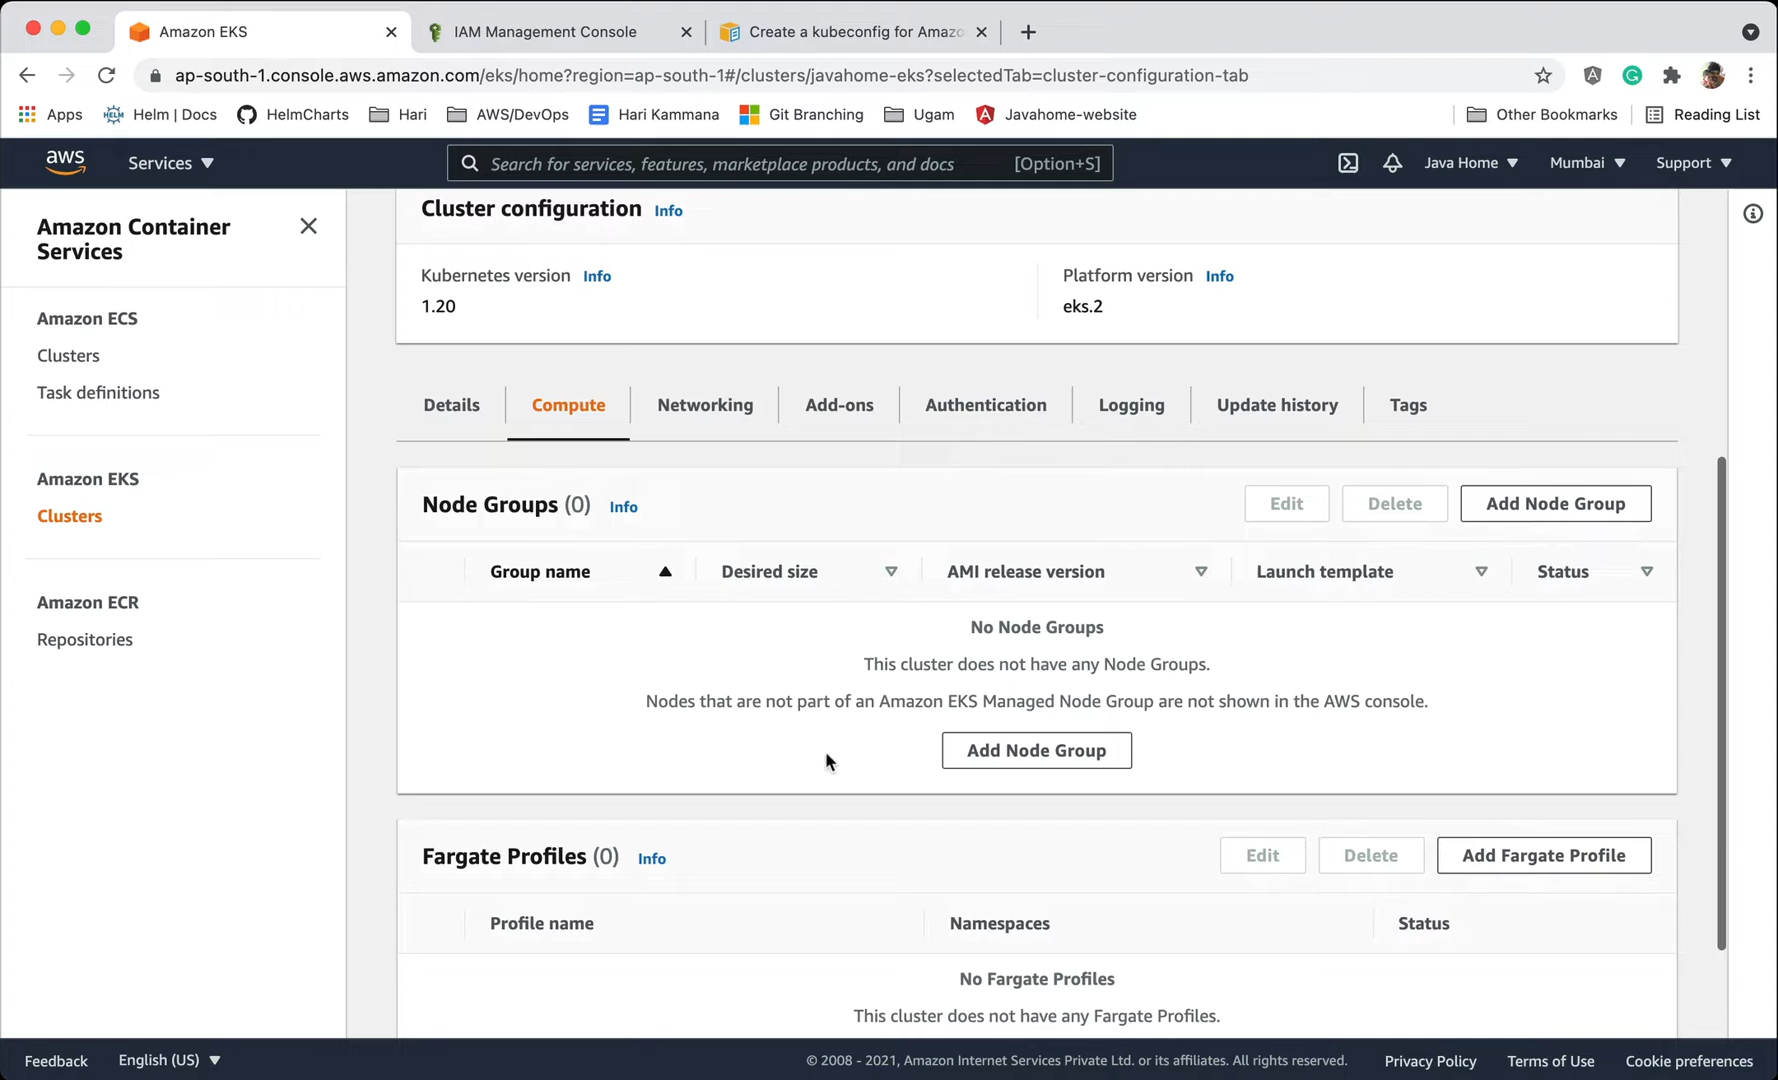 Amazon EKS
IAM Management Console
Create a kubeconfig for Amazo
ap-south-1.console.aws.amazon.com/eks/home?region=ap-south-1#/clusters/javahome-eks?selectedTab=cluster-configuration-tab
Apps
HELM
Helm | Docs
HelmCharts
Hari
AWS/DevOps
Hari Kammana
Git Branching
Ugam
Javahome-website
Other Bookmarks
Reading List
aws
Services
Search for services, features, marketplace products, and docs
[Option+S]
Java Home
Mumbai
Support
Amazon Container
Services
Amazon ECS
Clusters
Task definitions
Amazon EKS
Clusters
Amazon ECR
Repositories
Cluster configuration Info
Kubernetes version Info
1.20
Platform version Info
eks.2
Details
Compute
Networking
Add-ons
Authentication
Logging
Update history
Tags
Node Groups (0) Info
Edit
Delete
Add Node Group
Group name
Desired size
AMI release version
Launch template
Status
No Node Groups
This cluster does not have any Node Groups.
Nodes that are not part of an Amazon EKS Managed Node Group are not shown in the AWS console.
Add Node Group
Fargate Profiles (0) Info
Edit
Delete
Add Fargate Profile
Profile name
Namespaces
Status
No Fargate Profiles
This cluster does not have any Fargate Profiles.
Feedback
English (US)
© 2008 - 2021, Amazon Internet Services Private Ltd. or its affiliates. All rights reserved.
Privacy Policy
Terms of Use
Cookie preferences